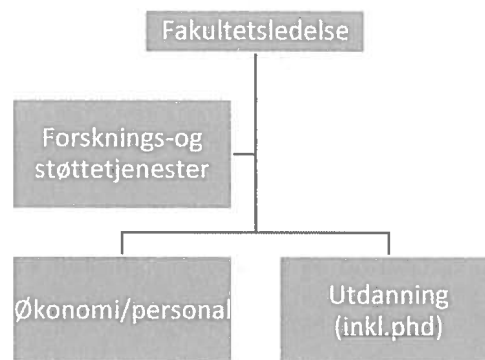 Fakultetsledelse
Forsknings-og
støttetjenester
Økonomi/personal
Utdanning
(inkl.phd)